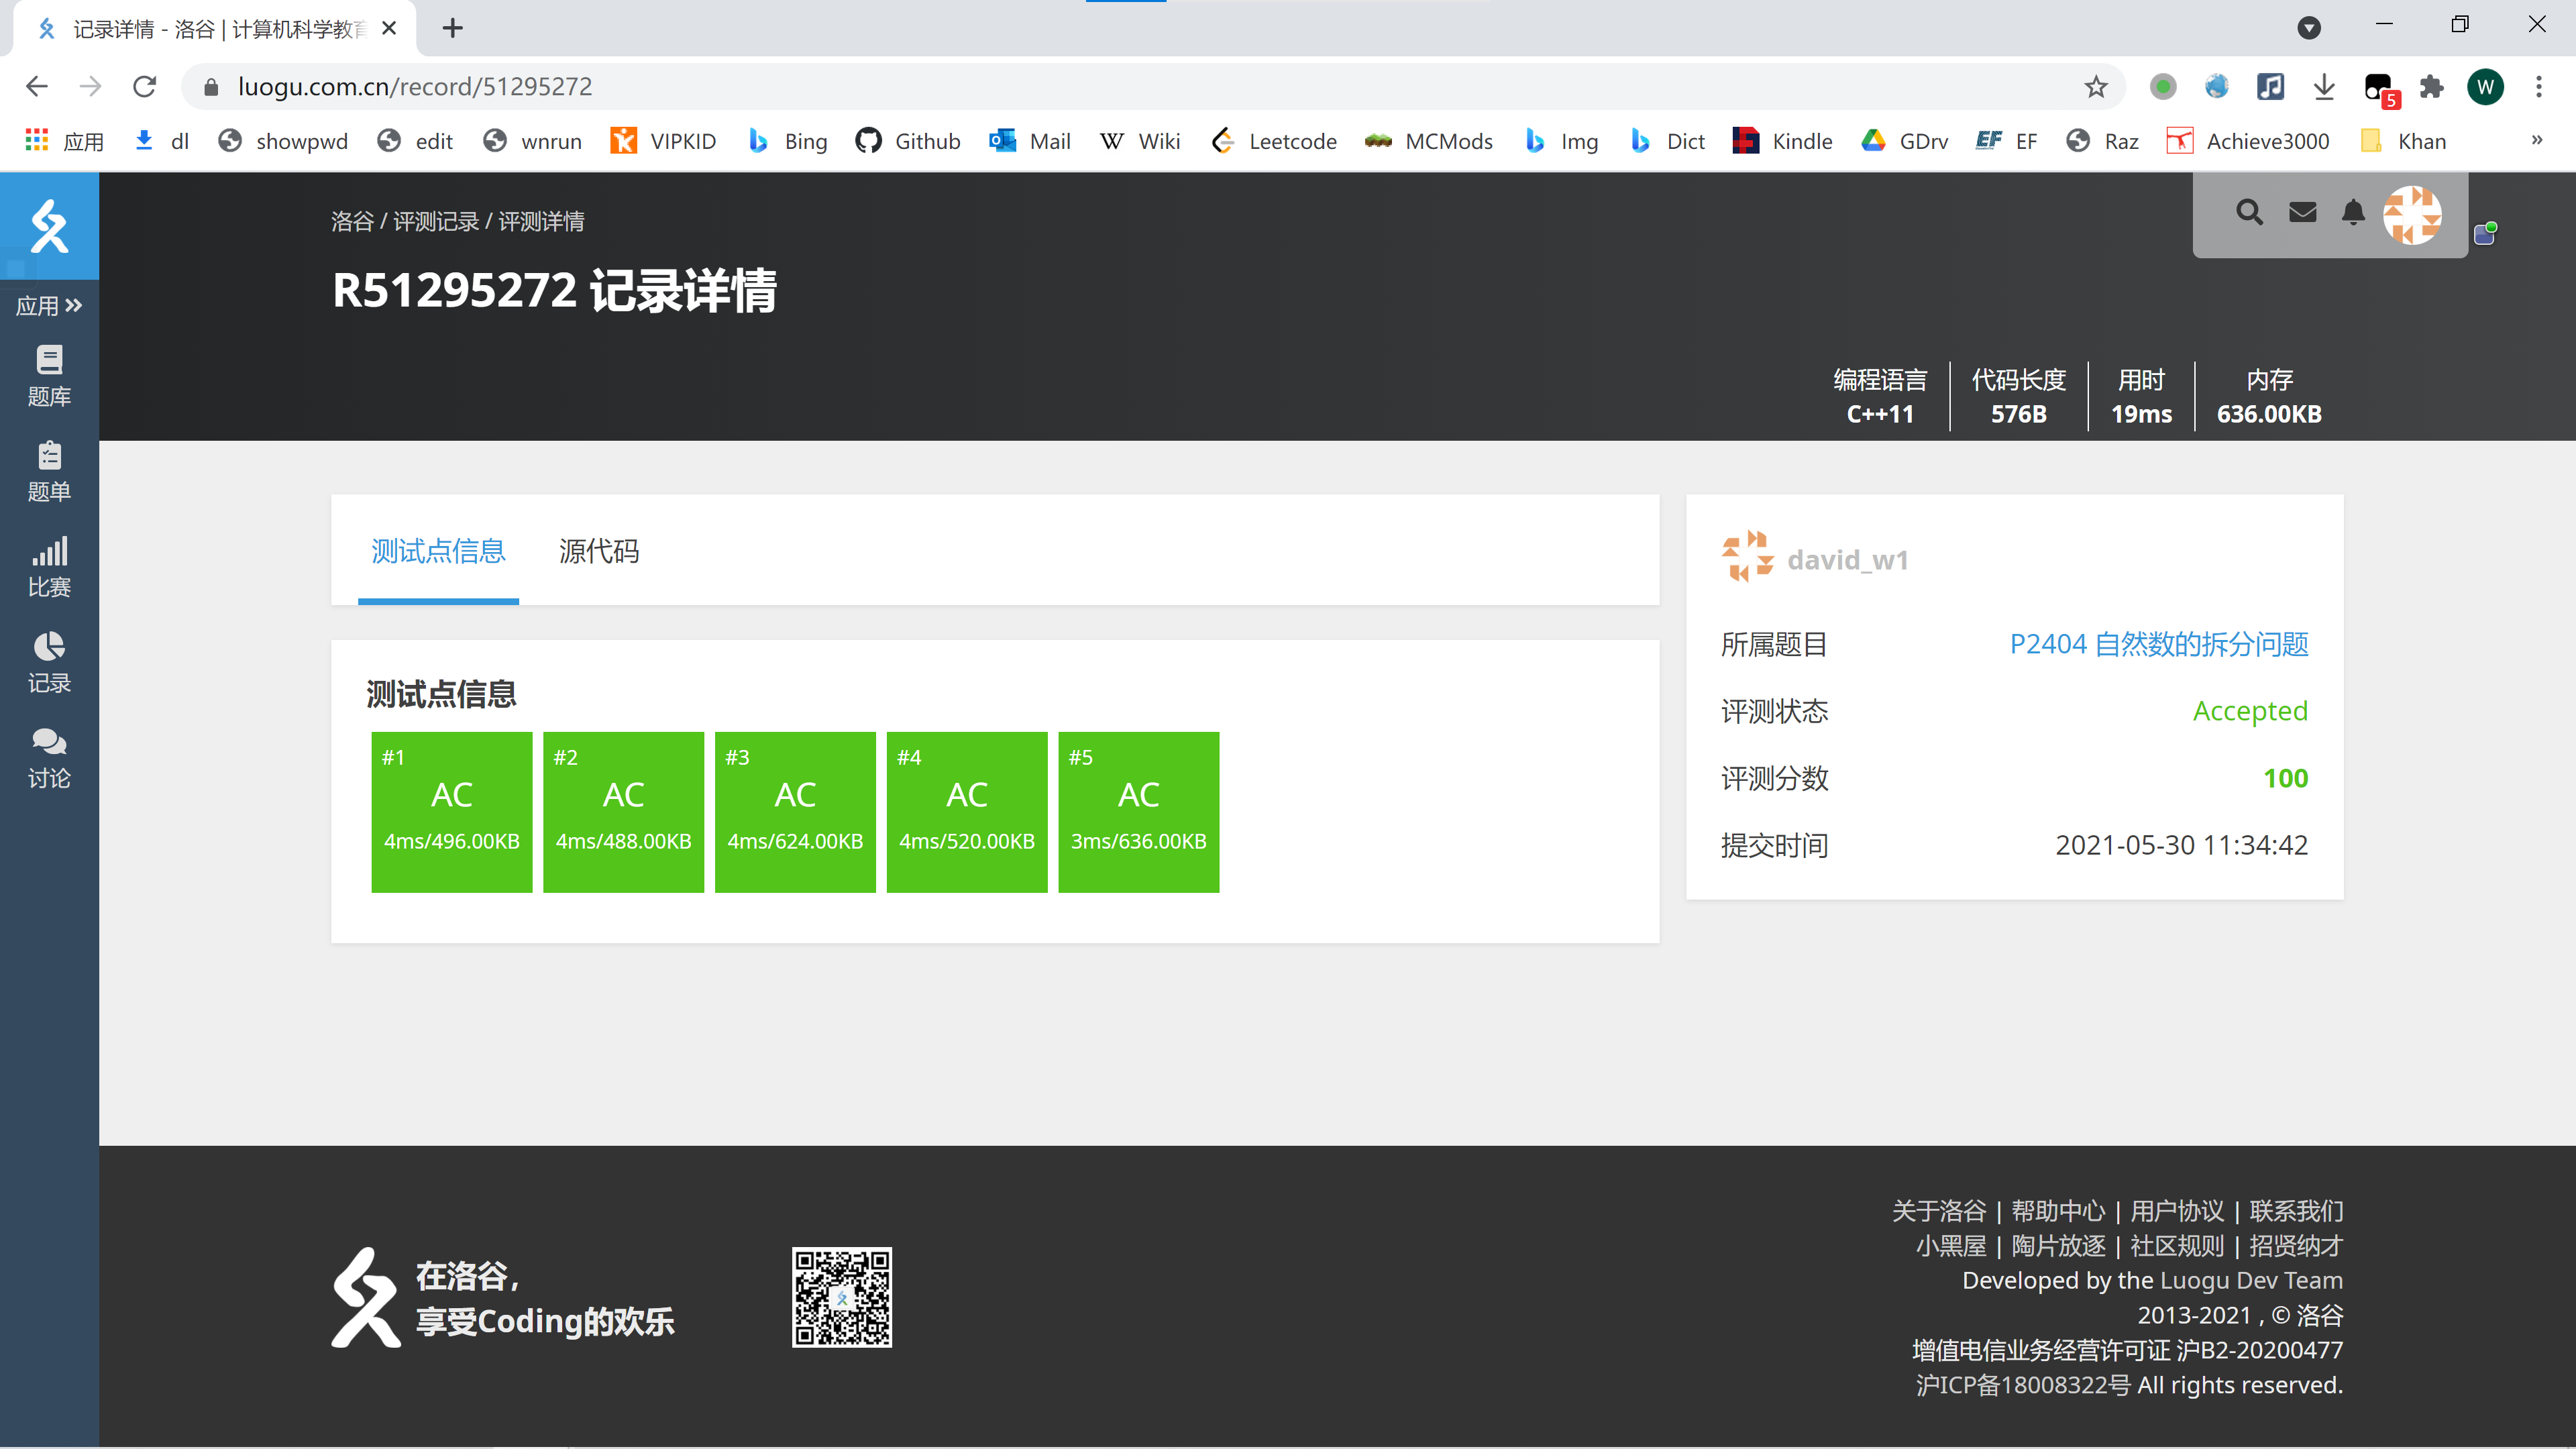 记录详情 - 洛谷 | 计算机科学教育
luogu.com.cn/record/51295272
5
W
应用 dl showpwd edit wnrun VIPKID Bing Github Mail Wiki Leetcode MCMods Img Dict Kindle GDrv EF Raz Achieve3000 Khan »
洛谷 / 评测记录 / 评测详情
R51295272 记录详情
应用
题库
题单
比赛
记录
讨论
编程语言 代码长度 用时 内存
C++11 576B 19ms 636.00KB
测试点信息 源代码
测试点信息
#1 #2 #3 #4 #5
AC AC AC AC AC
4ms/496.00KB 4ms/488.00KB 4ms/624.00KB 4ms/520.00KB 3ms/636.00KB
david_w1
所属题目 P2404 自然数的拆分问题
评测状态 Accepted
评测分数 100
提交时间 2021-05-30 11:34:42
在洛谷，
享受Coding的欢乐
关于洛谷 | 帮助中心 | 用户协议 | 联系我们
小黑屋 | 陶片放逐 | 社区规则 | 招贤纳才
Developed by the Luogu Dev Team
2013-2021 , © 洛谷
增值电信业务经营许可证 沪B2-20200477
沪ICP备18008322号 All rights reserved.